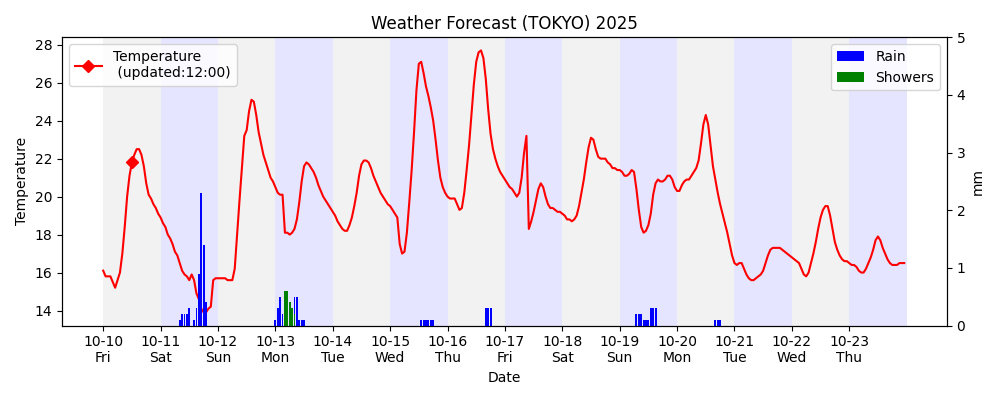 Weather Forecast (TOKYO) 2025
Temperature
(updated:12:00)
Rain
Showers
28
26
24
22
20
18
16
14
Temperature
5
4
3
2
1
0
mm
10-10 10-11 10-12 10-13 10-14 10-15 10-16 10-17 10-18 10-19 10-20 10-21 10-22 10-23
Fri Sat Sun Mon Tue Wed Thu Fri Sat Sun Mon Tue Wed Thu
Date